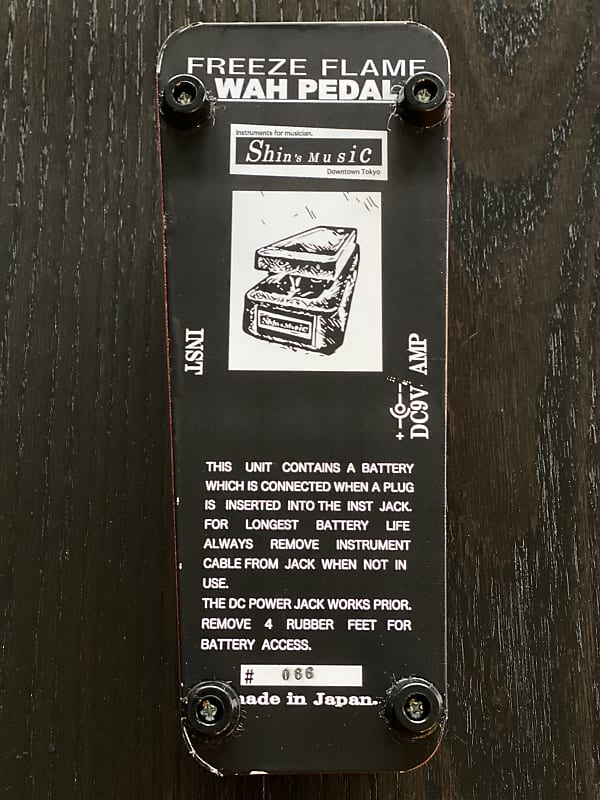 FREEZE FLAME
WAH PEDAL
Instruments for musician.
Shin's Music
Downtown Tokyo
Shin's Music
INST
AMP
DC9V
+ -
THIS UNIT CONTAINS A BATTERY
WHICH IS CONNECTED WHEN A PLUG
IS INSERTED INTO THE INST JACK.
FOR LONGEST BATTERY LIFE
ALWAYS REMOVE INSTRUMENT
CABLE FROM JACK WHEN NOT IN
USE.
THE DC POWER JACK WORKS PRIOR.
REMOVE 4 RUBBER FEET FOR
BATTERY ACCESS.
# 066
made in Japan.